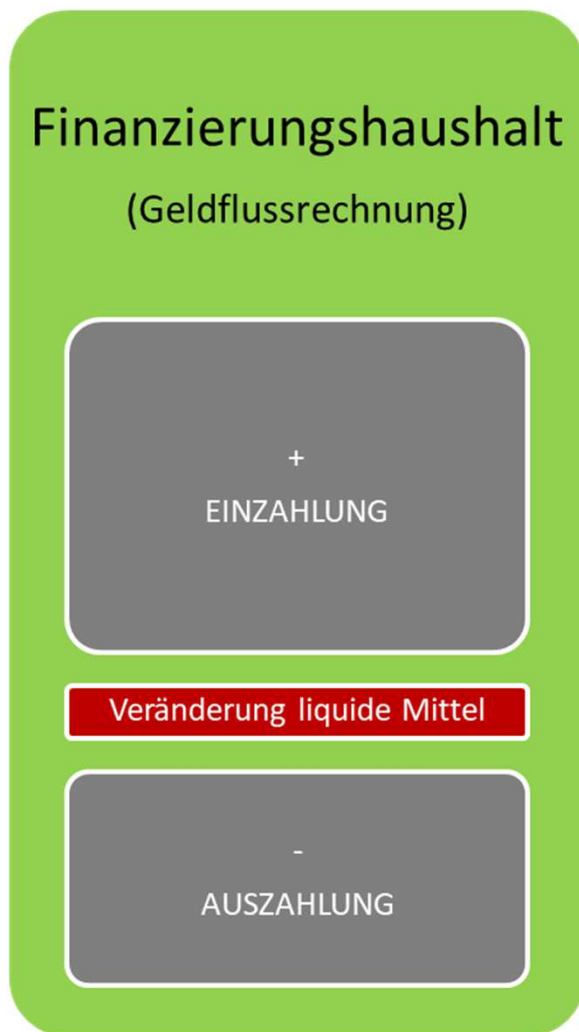 Finanzierungshaushalt
(Geldflussrechnung)
+
EINZAHLUNG
Veränderung liquide Mittel
-
AUSZAHLUNG